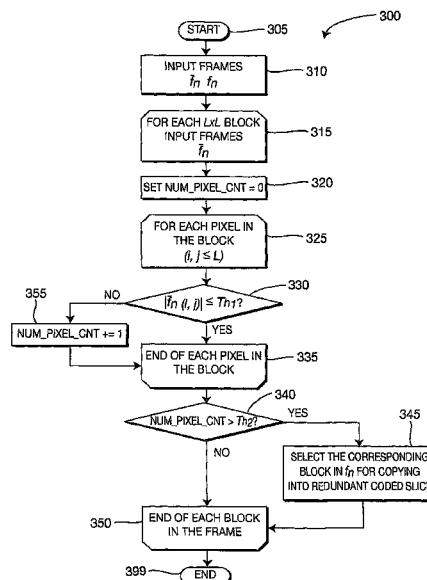 300
START
305
INPUT FRAMES
f̄n fn
310
FOR EACH LxL BLOCK
INPUT FRAMES
f̄n
315
SET NUM_PIXEL_CNT = 0
320
FOR EACH PIXEL IN
THE BLOCK
(i, j ≤ L)
325
330
NO
|f̄n (i, j)| ≤ Th1?
355
NUM_PIXEL_CNT += 1
YES
END OF EACH PIXEL IN
THE BLOCK
335
340
NUM_PIXEL_CNT > Th2?
YES
345
NO
SELECT THE CORRESPONDING
BLOCK IN fn FOR COPYING
INTO REDUNDANT CODED SLICE
350
END OF EACH BLOCK
IN THE FRAME
399
END